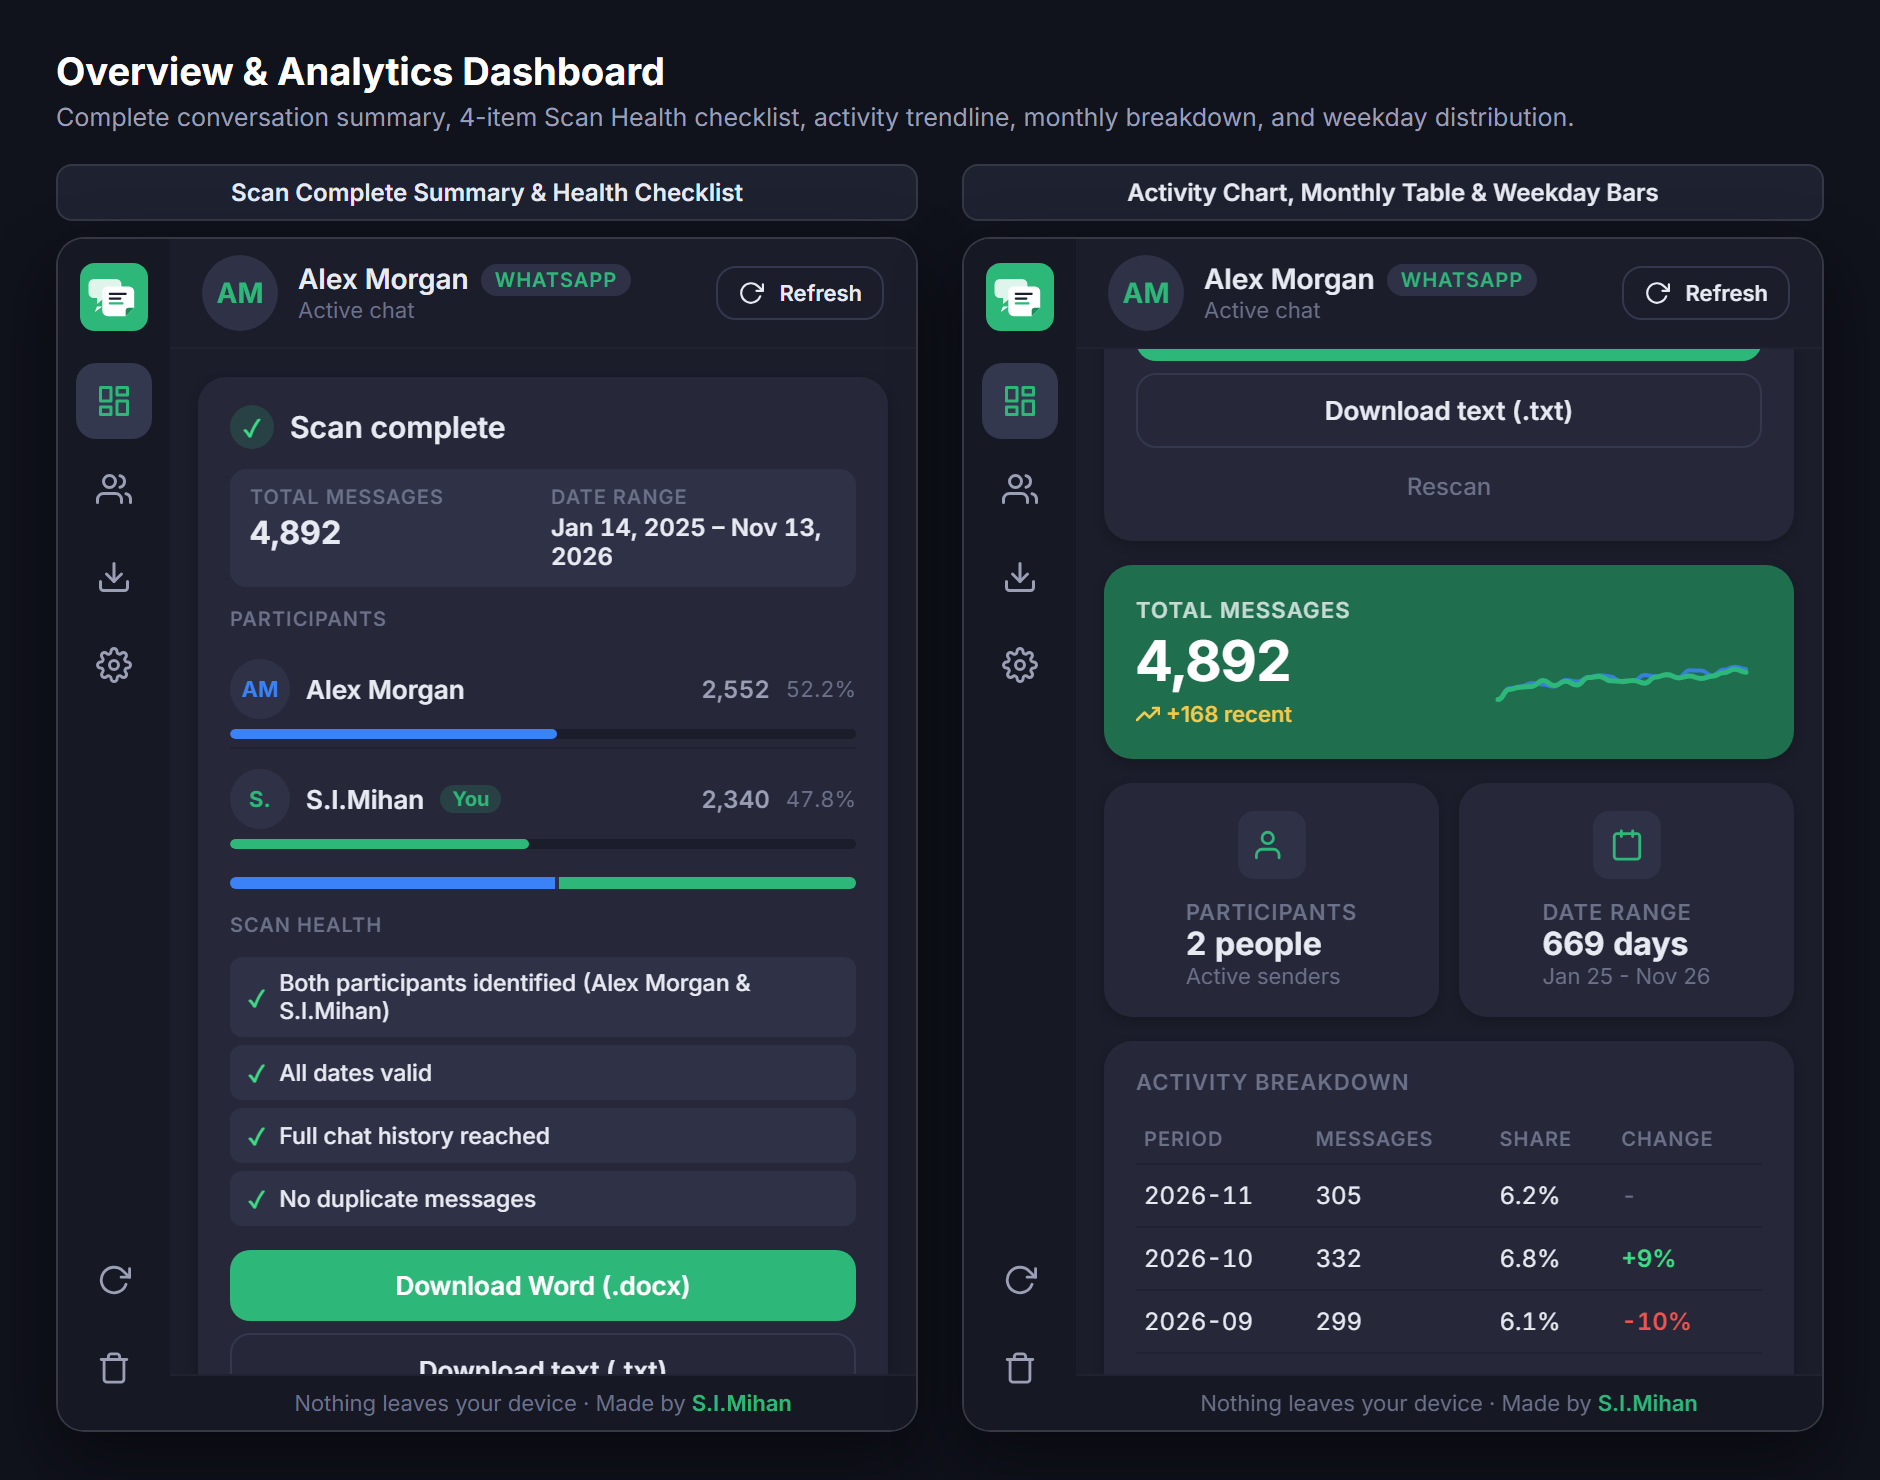 Overview & Analytics Dashboard
Complete conversation summary, 4-item Scan Health checklist, activity trendline, monthly breakdown, and weekday distribution.
Scan Complete Summary & Health Checklist
AM
Alex Morgan WHATSAPP
Active chat
Refresh
Scan complete
TOTAL MESSAGES
4,892
DATE RANGE
Jan 14, 2025 – Nov 13,
2026
PARTICIPANTS
AM Alex Morgan 2,552 52.2%
S. S.I.Mihan You 2,340 47.8%
SCAN HEALTH
✓ Both participants identified (Alex Morgan &
S.I.Mihan)
✓ All dates valid
✓ Full chat history reached
✓ No duplicate messages
Download Word (.docx)
Download text (.txt)
Nothing leaves your device · Made by S.I.Mihan
Activity Chart, Monthly Table & Weekday Bars
AM
Alex Morgan WHATSAPP
Active chat
Refresh
Download text (.txt)
Rescan
TOTAL MESSAGES
4,892
+168 recent
PARTICIPANTS
2 people
Active senders
DATE RANGE
669 days
Jan 25 - Nov 26
ACTIVITY BREAKDOWN
PERIOD MESSAGES SHARE CHANGE
2026-11 305 6.2% -
2026-10 332 6.8% +9%
2026-09 299 6.1% -10%
Nothing leaves your device · Made by S.I.Mihan